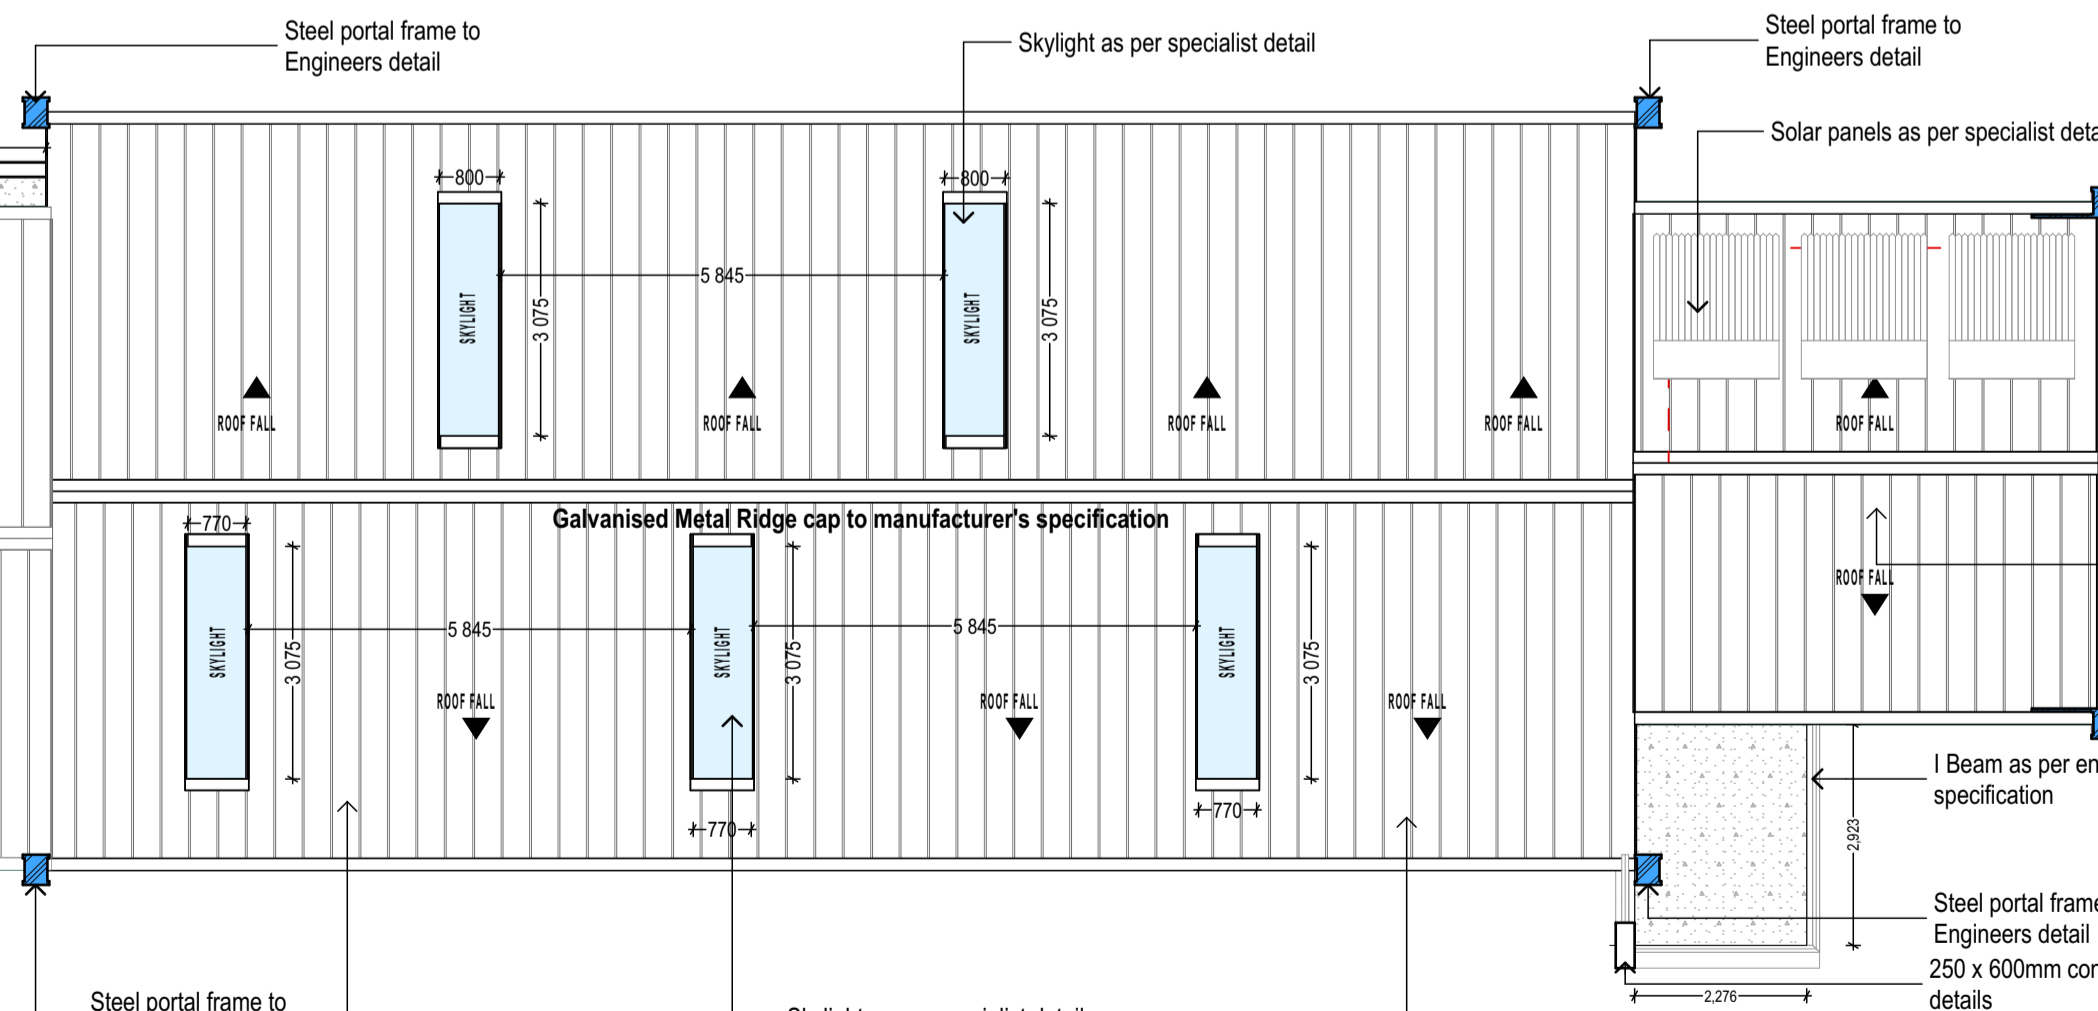 Steel portal frame to
Engineers detail
Skylight as per specialist detail
Steel portal frame to
Engineers detail
Solar panels as per specialist deta
800
800
5 845
SKYLIGHT
3 075
SKYLIGHT
3 075
ROOF FALL
ROOF FALL
ROOF FALL
ROOF FALL
ROOF FALL
Galvanised Metal Ridge cap to manufacturer's specification
770
ROOF FALL
5 845
5 845
SKYLIGHT
3 075
SKYLIGHT
3 075
SKYLIGHT
3 075
ROOF FALL
ROOF FALL
ROOF FALL
770
770
I Beam as per en
specification
2,923
Steel portal frame
Engineers detail
250 x 600mm con
details
2,276
Steel portal frame to